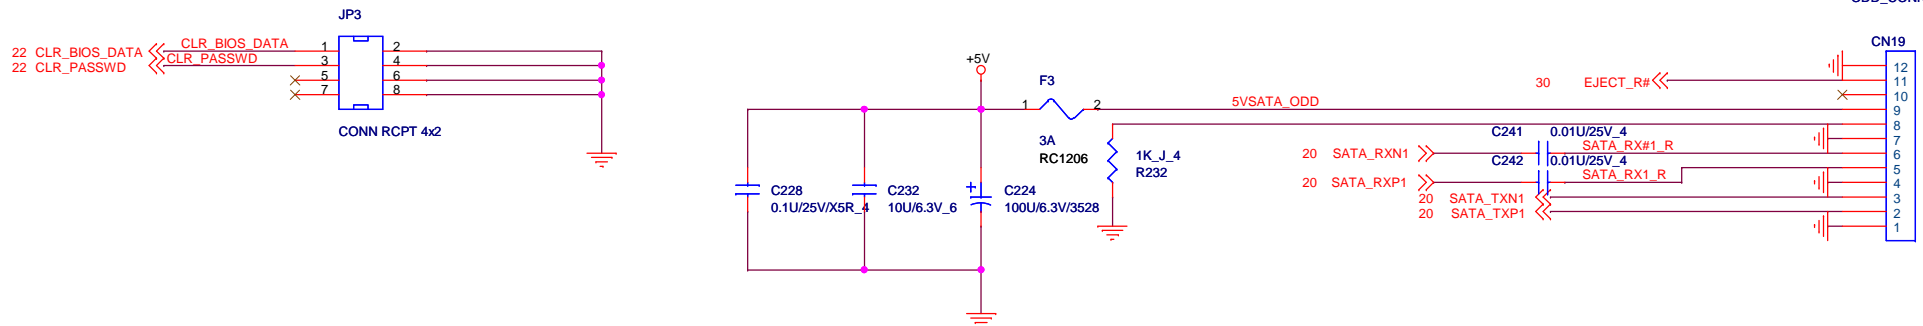 JP3
22 CLR_BIOS_DATA
CLR_BIOS_DATA
22 CLR_PASSWD
CLR_PASSWD
1 2
3 4
5 6
7 8
CONN RCPT 4x2
+5V
F3
1 2
3A
RC1206
5VSATA_ODD
1K_J_4
R232
C228
0.1U/25V/X5R_4
C232
10U/6.3V_6
C224
100U/6.3V/3528
CN19
30 EJECT_R#
C241 0.01U/25V_4
20 SATA_RXN1
SATA_RX#1_R
C242 0.01U/25V_4
20 SATA_RXP1
SATA_RX1_R
20 SATA_TXN1
20 SATA_TXP1
12
11
10
9
8
7
6
5
4
3
2
1